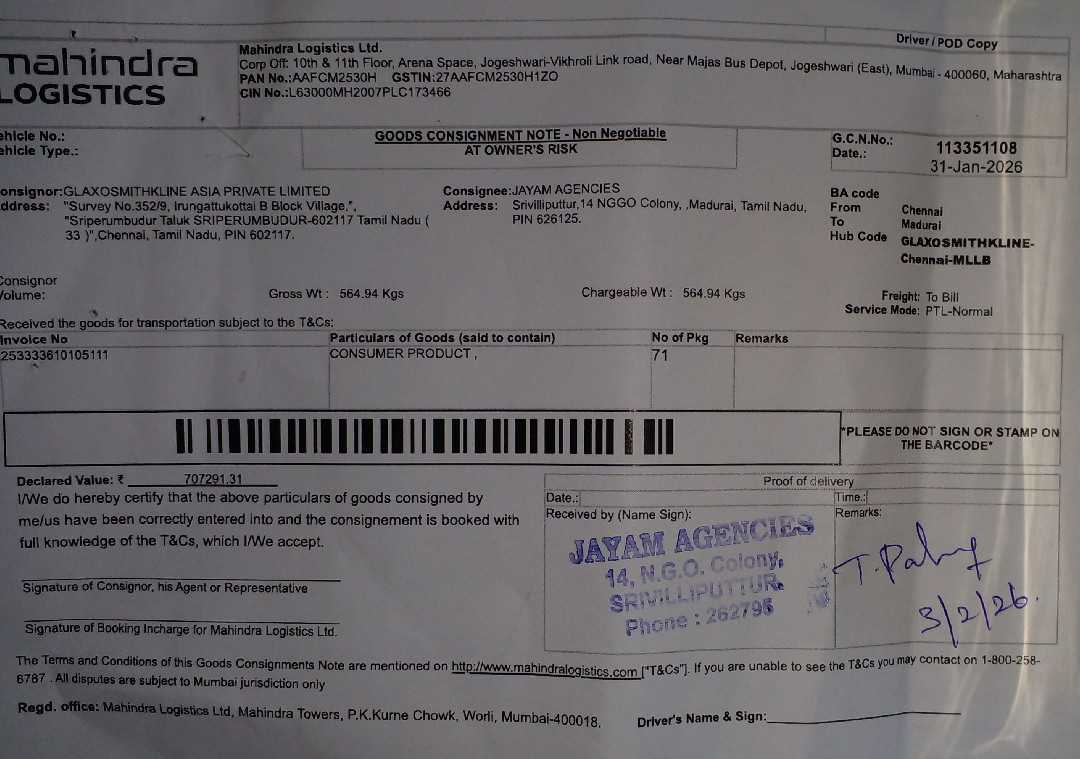 Driver / POD Copy
mahindra
LOGISTICS
Mahindra Logistics Ltd.
Corp Off: 10th & 11th Floor, Arena Space, Jogeshwari-Vikhroli Link road, Near Majas Bus Depot, Jogeshwari (East), Mumbai - 400060, Maharashtra
PAN No.:AAFCM2530H GSTIN:27AAFCM2530H1ZO
CIN No.:L63000MH2007PLC173466
ehicle No.:
ehicle Type.:
GOODS CONSIGNMENT NOTE - Non Negotiable
AT OWNER'S RISK
G.C.N.No.: 113351108
Date.: 31-Jan-2026
onsignor:GLAXOSMITHKLINE ASIA PRIVATE LIMITED
ddress: "Survey No.352/9, Irungattukottai B Block Village,",
"Sriperumbudur Taluk SRIPERUMBUDUR-602117 Tamil Nadu (
33 )",Chennai, Tamil Nadu, PIN 602117.
Consignee:JAYAM AGENCIES
Address: Srivilliputtur,14 NGGO Colony, ,Madurai, Tamil Nadu,
PIN 626125.
BA code
From Chennai
To Madurai
Hub Code GLAXOSMITHKLINE-
Chennai-MLLB
Consignor
Volume:
Gross Wt : 564.94 Kgs
Chargeable Wt : 564.94 Kgs
Freight: To Bill
Service Mode: PTL-Normal
Received the goods for transportation subject to the T&Cs:
Invoice No Particulars of Goods (said to contain) No of Pkg Remarks
253333610105111 CONSUMER PRODUCT , 71
*PLEASE DO NOT SIGN OR STAMP ON
THE BARCODE*
Declared Value: ₹ 707291.31
I/We do hereby certify that the above particulars of goods consigned by
me/us have been correctly entered into and the consignement is booked with
full knowledge of the T&Cs, which I/We accept.
Signature of Consignor, his Agent or Representative
Signature of Booking Incharge for Mahindra Logistics Ltd.
Proof of delivery
Date.: Time.:
Received by (Name Sign): Remarks:
JAYAM AGENCIES
14, N.G.O. Colony,
SRIVILLIPUTTUR.
Phone : 262796
3/2/26.
The Terms and Conditions of this Goods Consignments Note are mentioned on http://www.mahindralogistics.com ["T&Cs"]. If you are unable to see the T&Cs you may contact on 1-800-258-
6787 . All disputes are subject to Mumbai jurisdiction only
Regd. office: Mahindra Logistics Ltd, Mahindra Towers, P.K.Kurne Chowk, Worli, Mumbai-400018.
Driver's Name & Sign: